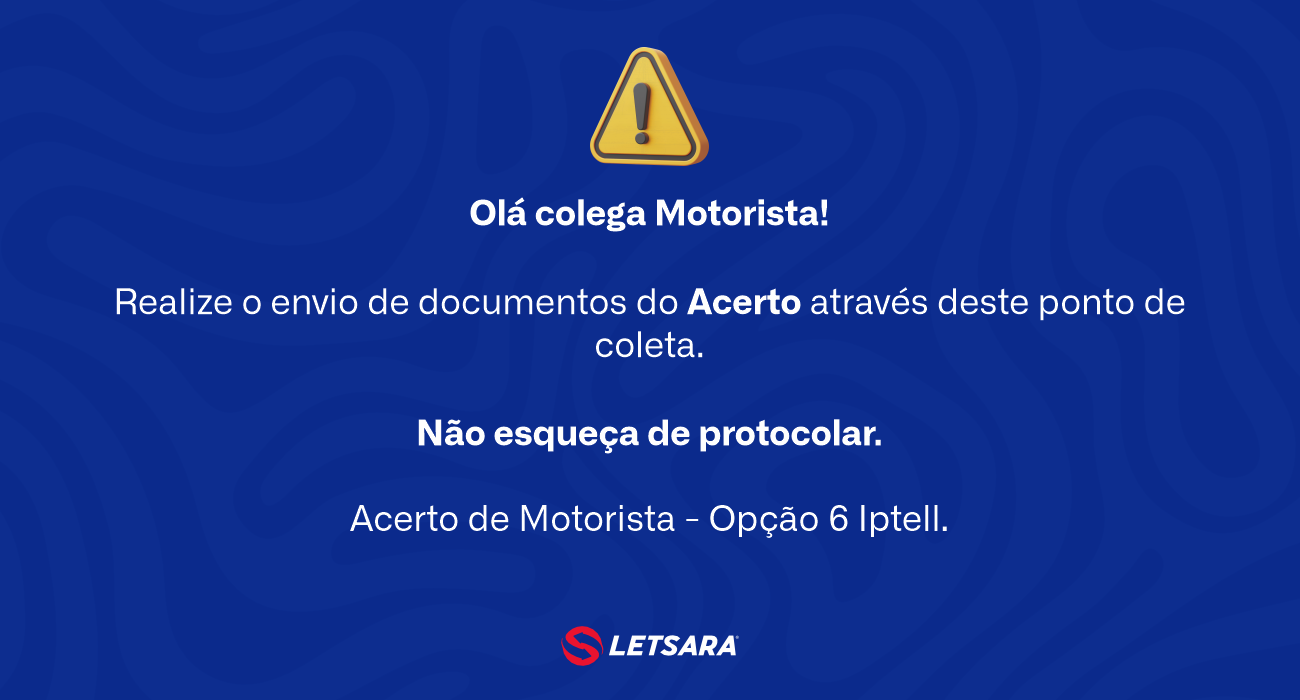 Olá colega Motorista!
Realize o envio de documentos do Acerto através deste ponto de
coleta.
Não esqueça de protocolar.
Acerto de Motorista - Opção 6 Iptell.
LETSARA